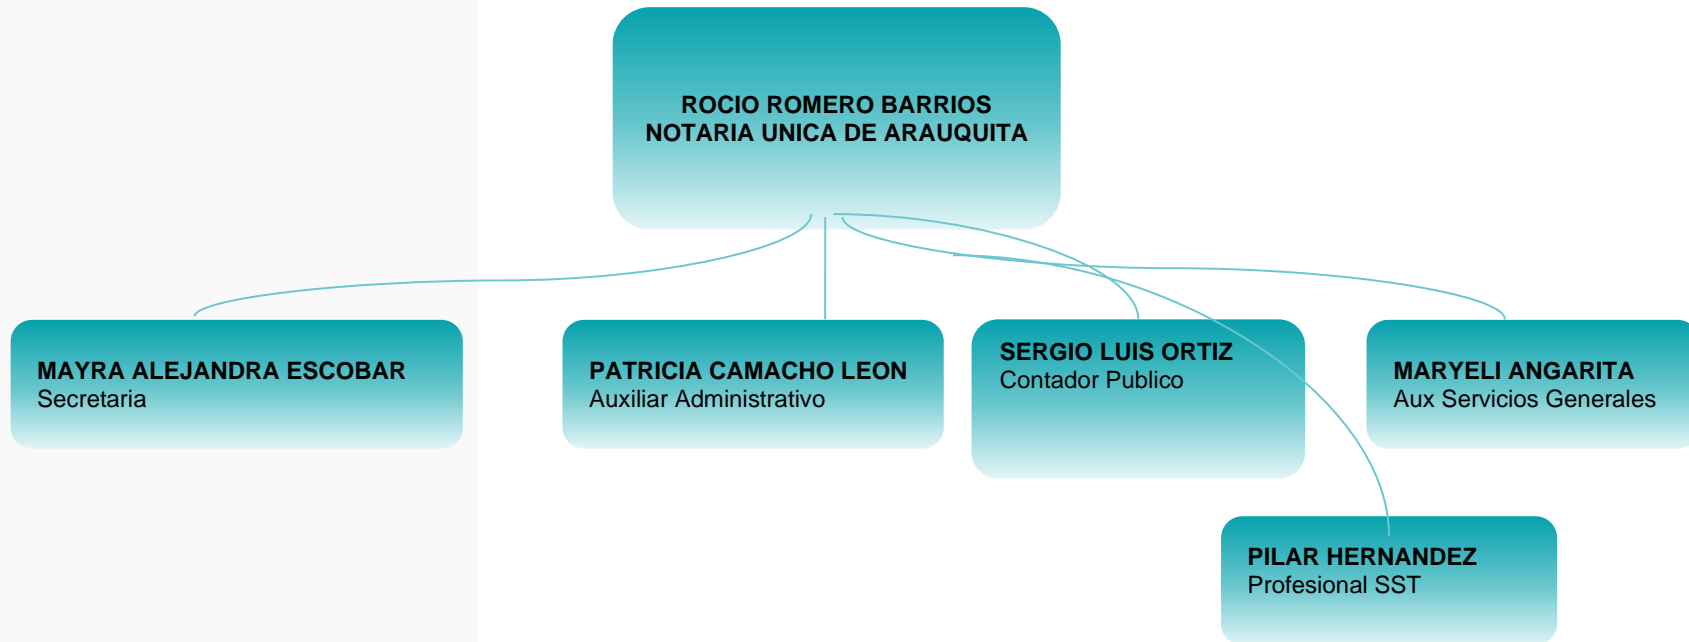 ROCIO ROMERO BARRIOS
NOTARIA UNICA DE ARAUQUITA
MAYRA ALEJANDRA ESCOBAR
Secretaria
PATRICIA CAMACHO LEON
Auxiliar Administrativo
SERGIO LUIS ORTIZ
Contador Publico
MARYELI ANGARITA
Aux Servicios Generales
PILAR HERNANDEZ
Profesional SST